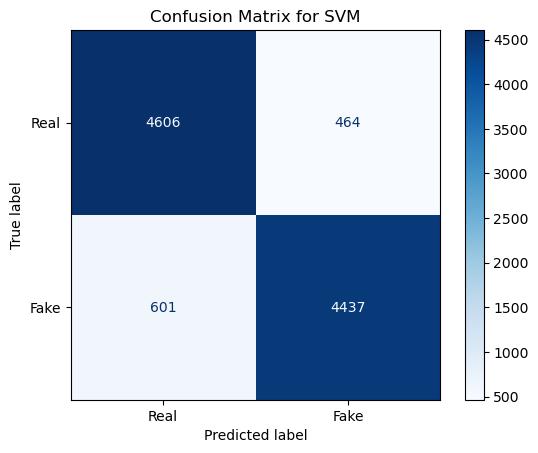 Confusion Matrix for SVM
Real
4606
464
Fake
601
4437
Real
Fake
Predicted label
True label
4500
4000
3500
3000
2500
2000
1500
1000
500